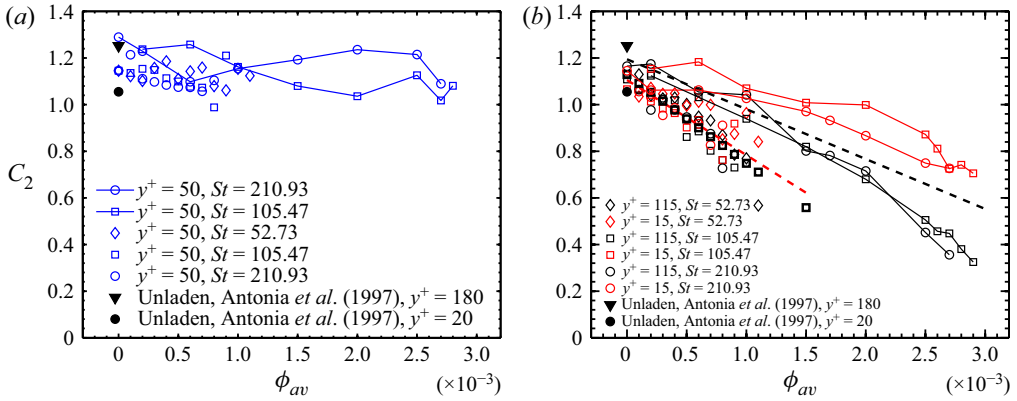 (a)
1.4
1.2
1.0
0.8
0.6
0.4
0.2
0
C2
y+ = 50, St = 210.93
y+ = 50, St = 105.47
y+ = 50, St = 52.73
y+ = 50, St = 105.47
y+ = 50, St = 210.93
Unladen, Antonia et al. (1997), y+ = 180
Unladen, Antonia et al. (1997), y+ = 20
0 0.5 1.0 1.5 2.0 2.5 3.0
ϕav
(×10−3)
(b)
1.4
1.2
1.0
0.8
0.6
0.4
0.2
0
y+ = 115, St = 52.73
y+ = 15, St = 52.73
y+ = 115, St = 105.47
y+ = 15, St = 105.47
y+ = 115, St = 210.93
y+ = 15, St = 210.93
Unladen, Antonia et al. (1997), y+ = 180
Unladen, Antonia et al. (1997), y+ = 20
0 0.5 1.0 1.5 2.0 2.5 3.0
ϕav
(×10−3)